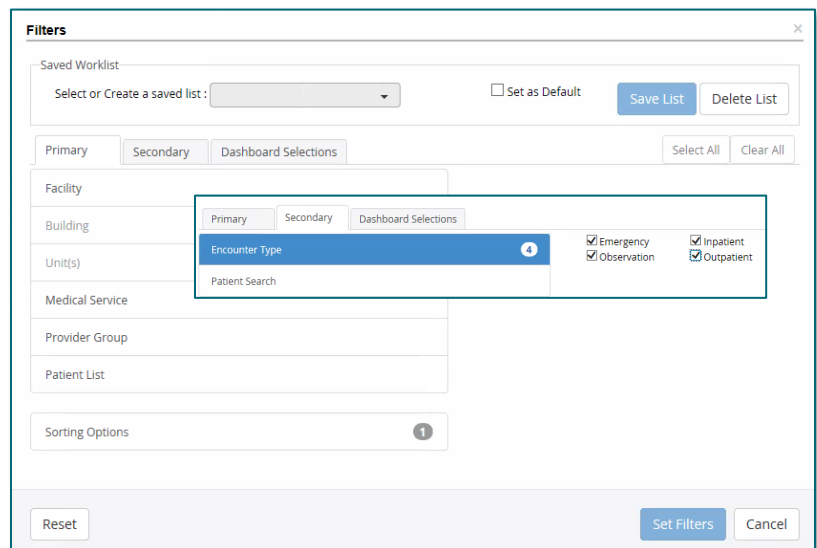 Filters ×
Saved Worklist
Select or Create a saved list :
Set as Default
Save List
Delete List
Primary
Secondary
Dashboard Selections
Select All
Clear All
Facility
Building
Unit(s)
Medical Service
Provider Group
Patient List
Sorting Options 1
Primary
Secondary
Dashboard Selections
Encounter Type 4
Patient Search
Emergency
Inpatient
Observation
Outpatient
Reset
Set Filters
Cancel